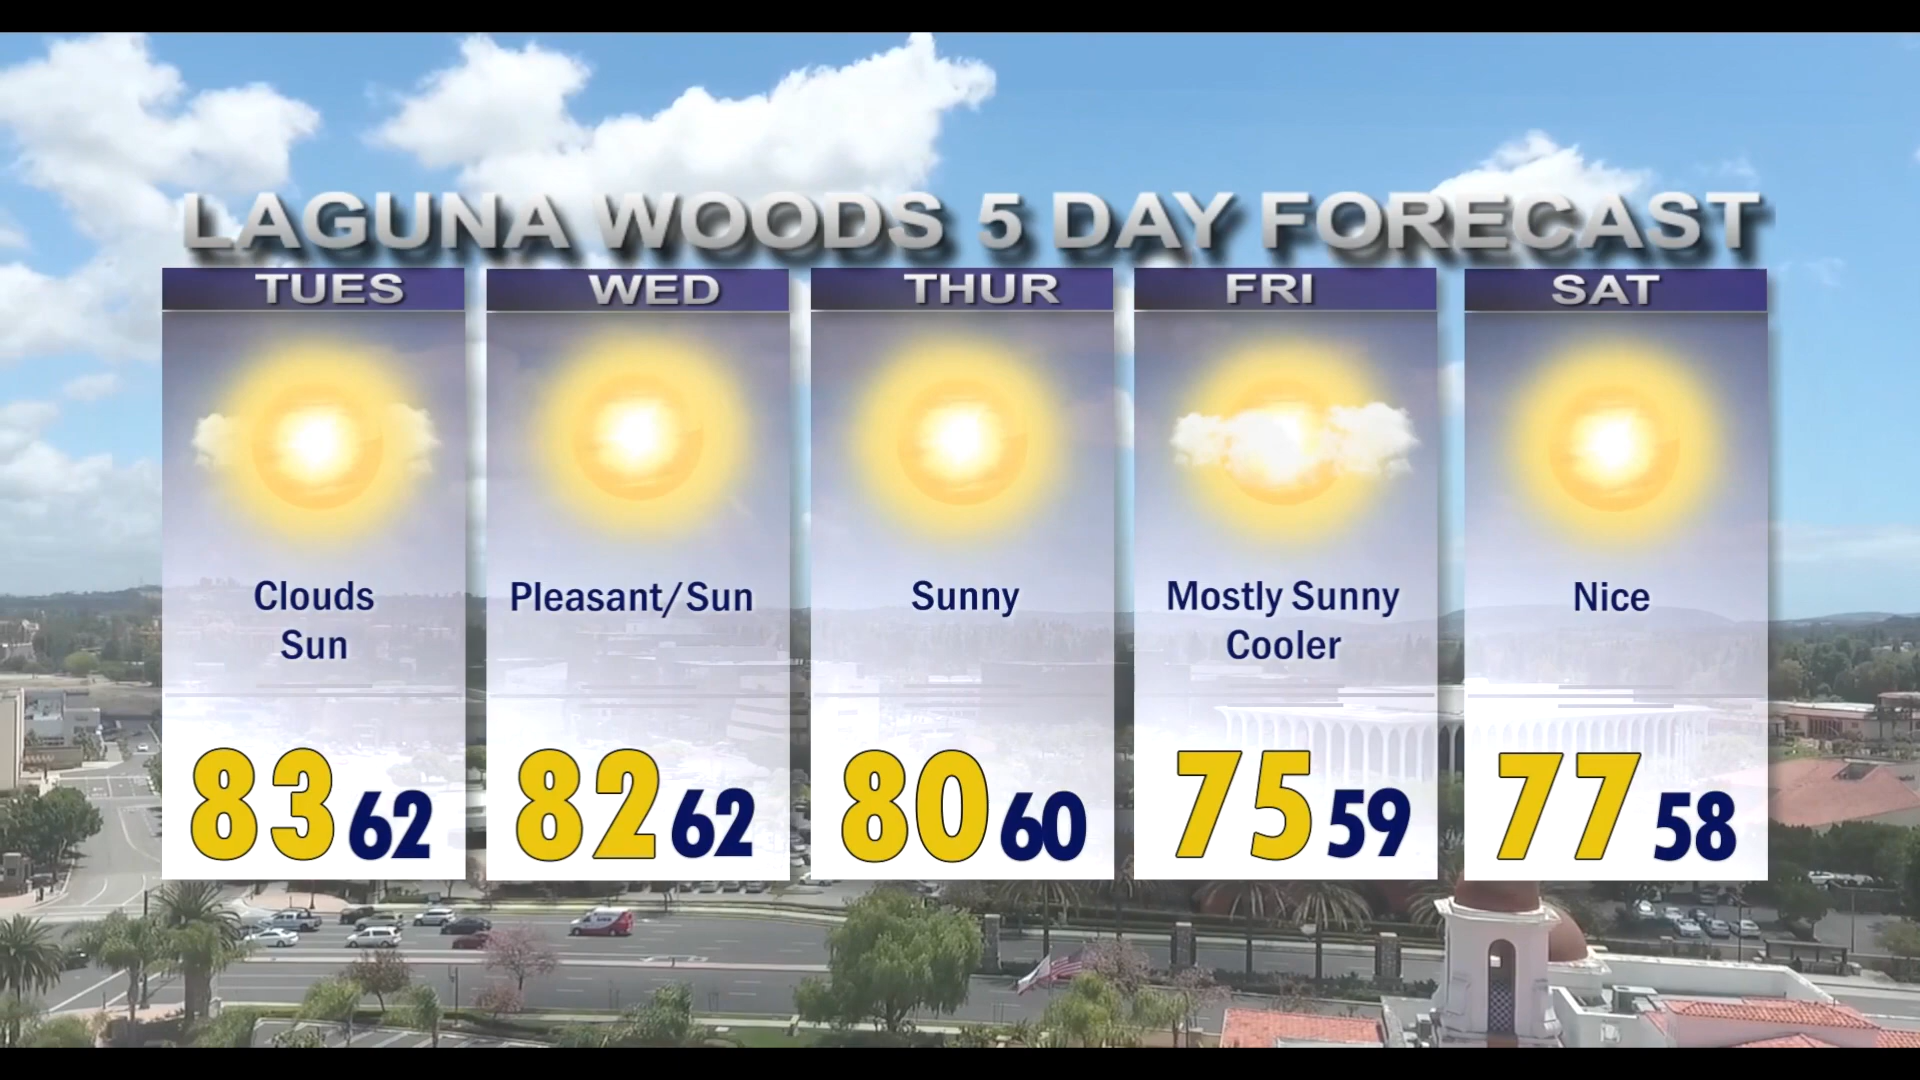 LAGUNA WOODS 5 DAY FORECAST
TUES
Clouds
Sun
83 62
WED
Pleasant/Sun
82 62
THUR
Sunny
80 60
FRI
Mostly Sunny
Cooler
75 59
SAT
Nice
77 58